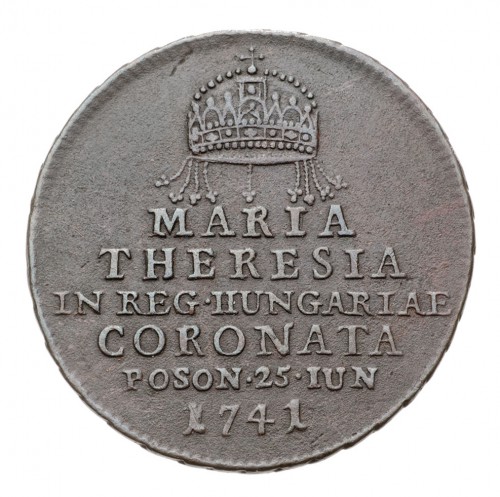 MARIA
THERESIA
IN REG·HUNGARIAE
CORONATA
POSON·25·IUN
1741